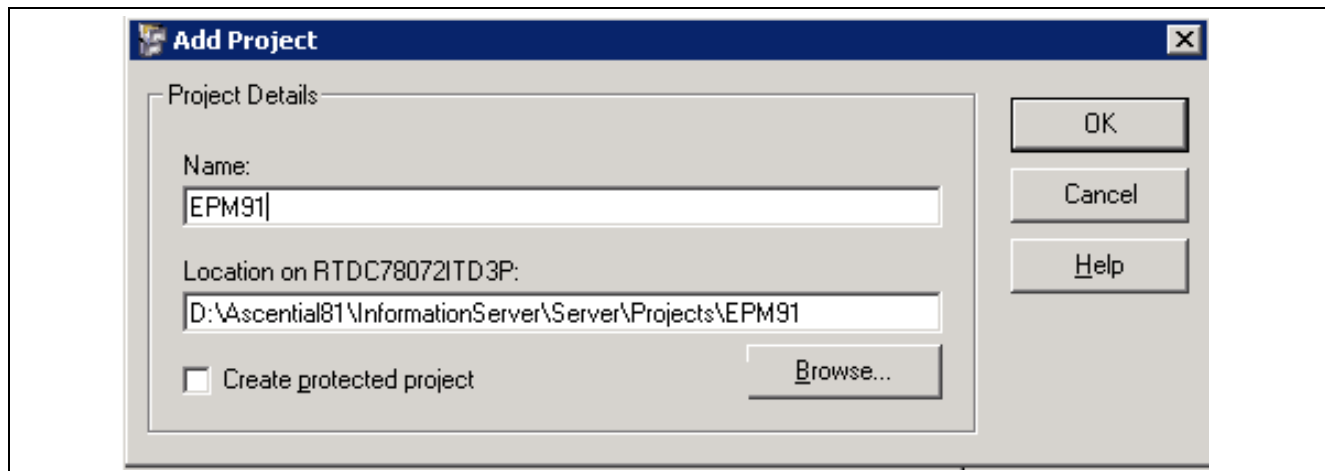 Add Project
Project Details
Name:
EPM91
Location on RTDC78072ITD3P:
D:\Ascential81\InformationServer\Server\Projects\EPM91
Create protected project
Browse...
OK
Cancel
Help